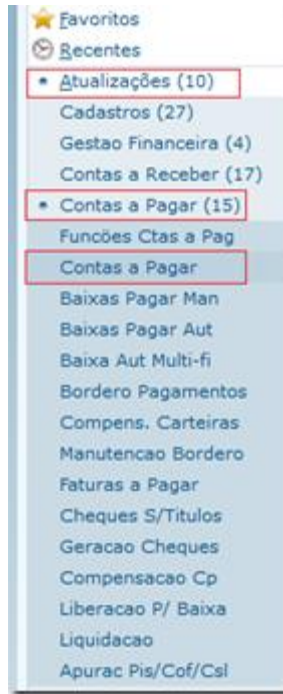 Favoritos
Recentes
Atualizações (10)
Cadastros (27)
Gestao Financeira (4)
Contas a Receber (17)
Contas a Pagar (15)
Funcões Ctas a Pag
Contas a Pagar
Baixas Pagar Man
Baixas Pagar Aut
Baixa Aut Multi-fi
Bordero Pagamentos
Compens. Carteiras
Manutencao Bordero
Faturas a Pagar
Cheques S/Titulos
Geracao Cheques
Compensacao Cp
Liberacao P/ Baixa
Liquidacao
Apurac Pis/Cof/Csl